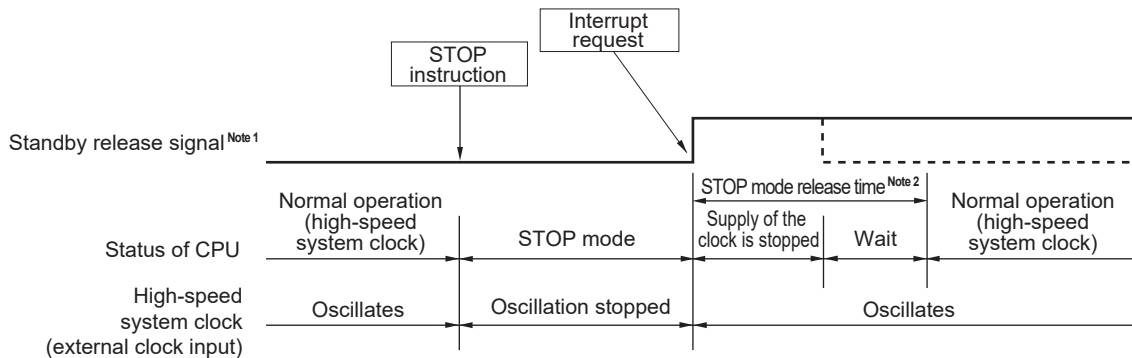 Interrupt
request
STOP
instruction
Standby release signal Note 1
STOP mode release time Note 2
Normal operation
(high-speed
system clock)
Supply of the
clock is stopped
Normal operation
(high-speed
system clock)
Status of CPU
STOP mode
Wait
High-speed
system clock
(external clock input)
Oscillates
Oscillation stopped
Oscillates